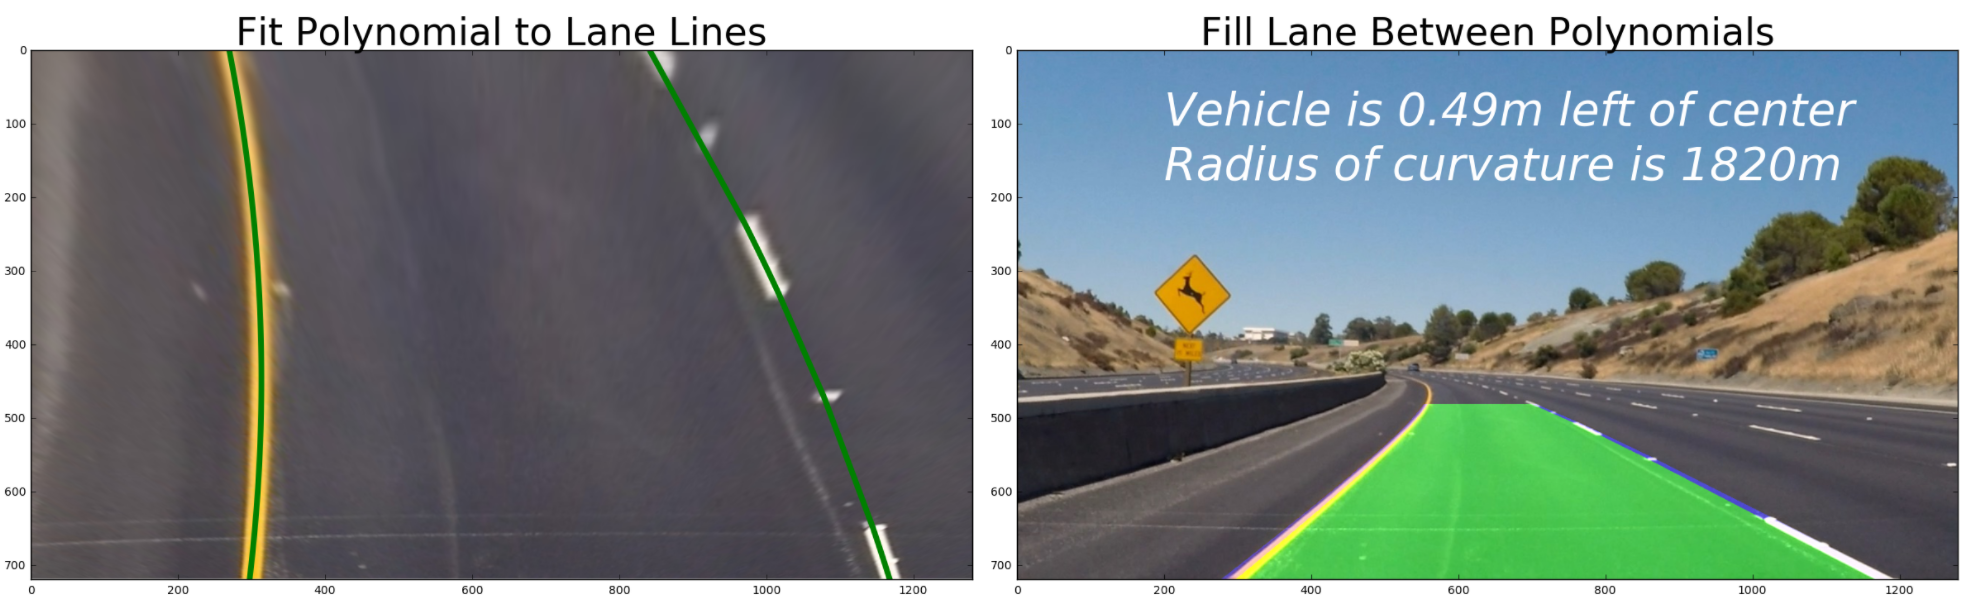 Fit Polynomial to Lane Lines
0
100
200
300
400
500
600
700
0 200 400 600 800 1000 1200
Fill Lane Between Polynomials
0
100
200
300
400
500
600
700
0 200 400 600 800 1000 1200
Vehicle is 0.49m left of center
Radius of curvature is 1820m